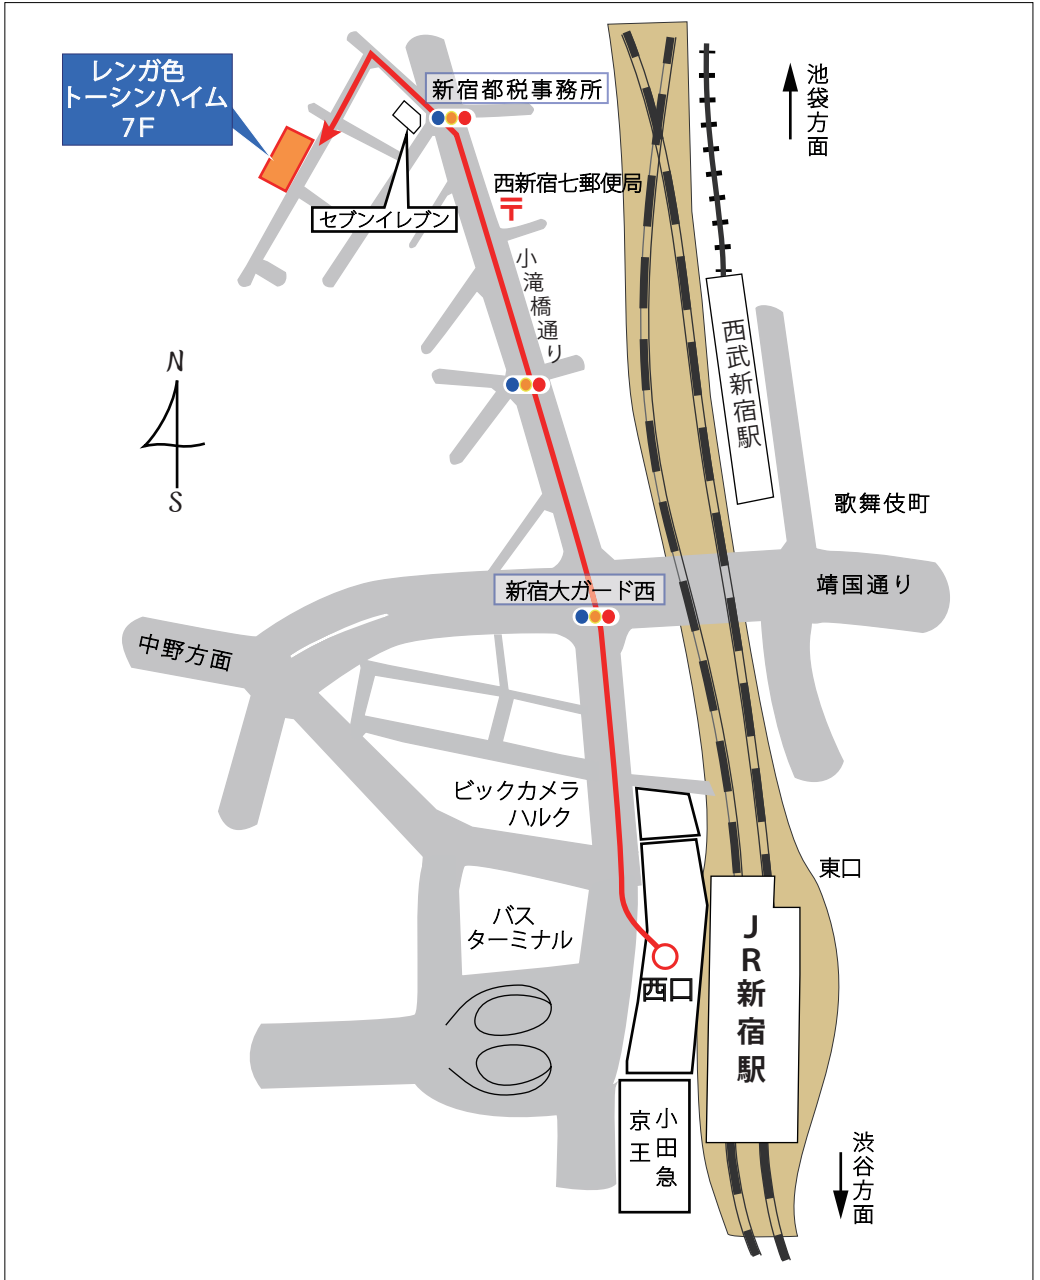 レンガ色
トーシンハイム
7F
新宿都税事務所
池袋方面
西新宿七郵便局
〒
セブンイレブン
小滝橋通り
西武新宿駅
N
S
歌舞伎町
新宿大ガード西
靖国通り
中野方面
ビックカメラ
ハルク
東口
バス
ターミナル
西口
JR新宿駅
小田急
京王
渋谷方面